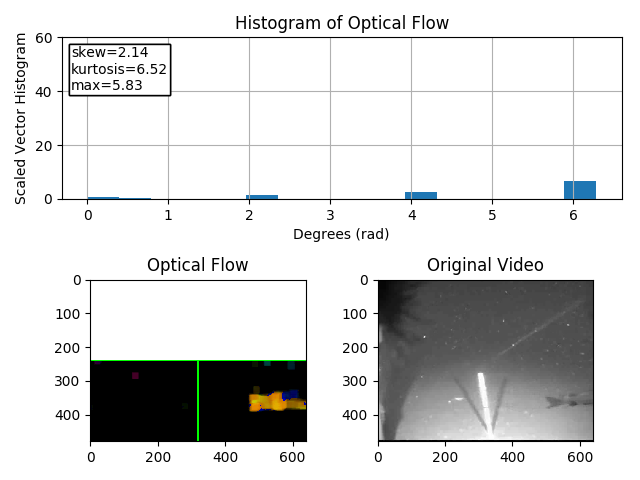 Histogram of Optical Flow
Scaled Vector Histogram
60
40
20
0
skew=2.14
kurtosis=6.52
max=5.83
0 1 2 3 4 5 6
Degrees (rad)
Optical Flow
0
100
200
300
400
0 200 400 600
Original Video
0
100
200
300
400
0 200 400 600